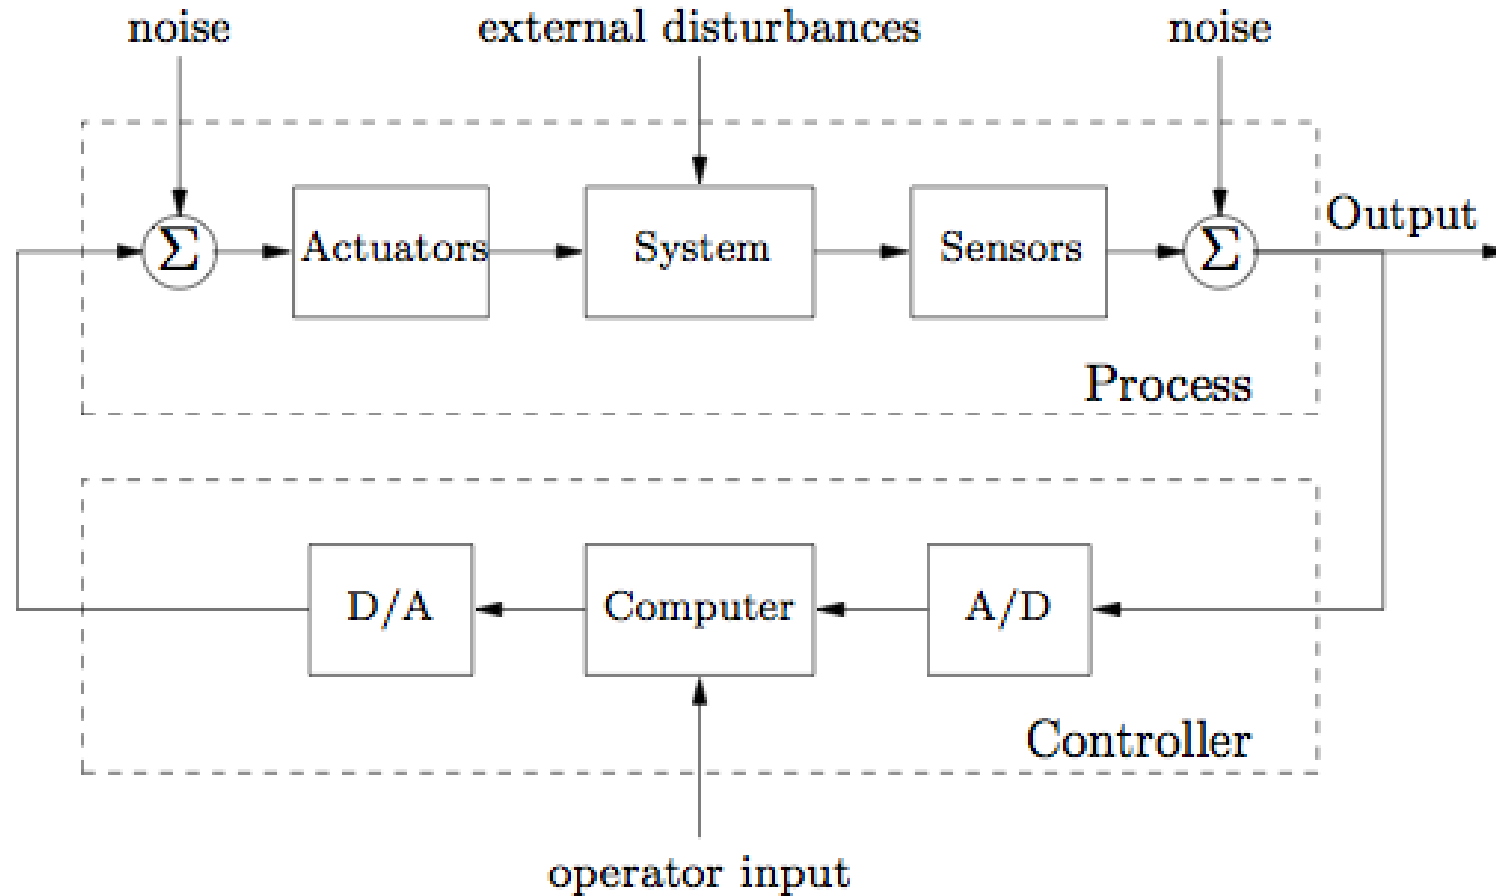 noise
external disturbances
noise
Σ
Actuators
System
Sensors
Σ
Output
Process
D/A
Computer
A/D
Controller
operator input